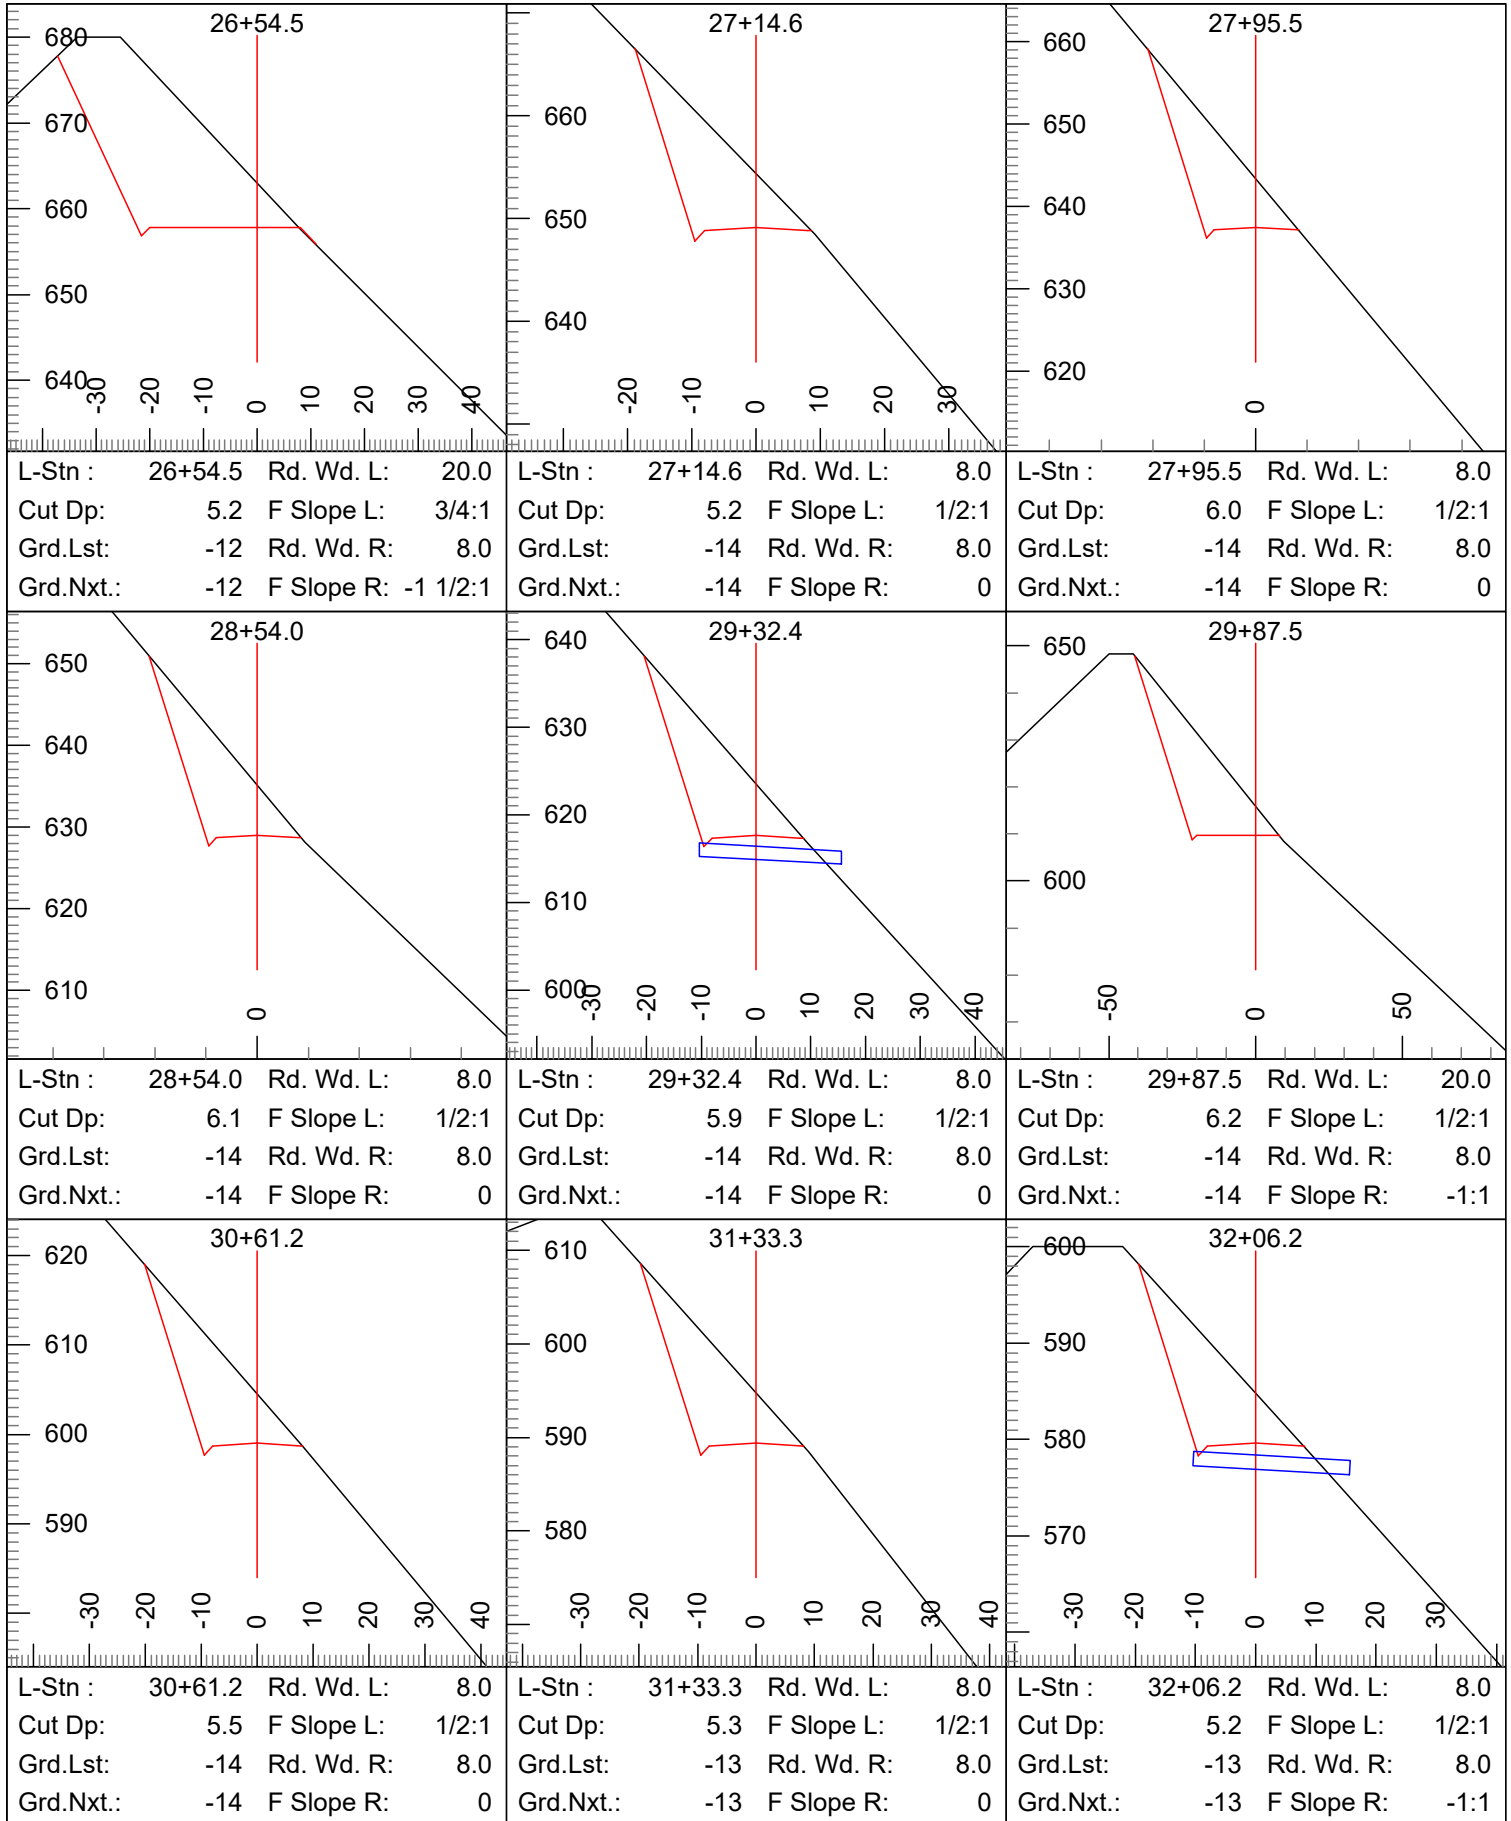 26+54.5
680
670
660
650
640
-30 -20 -10 0 10 20 30 40
L-Stn : 26+54.5 Rd. Wd. L: 20.0
Cut Dp: 5.2 F Slope L: 3/4:1
Grd.Lst: -12 Rd. Wd. R: 8.0
Grd.Nxt.: -12 F Slope R: -1 1/2:1
27+14.6
660
650
640
-20 -10 0 10 20 30
L-Stn : 27+14.6 Rd. Wd. L: 8.0
Cut Dp: 5.2 F Slope L: 1/2:1
Grd.Lst: -14 Rd. Wd. R: 8.0
Grd.Nxt.: -14 F Slope R: 0
27+95.5
660
650
640
630
620
0
L-Stn : 27+95.5 Rd. Wd. L: 8.0
Cut Dp: 6.0 F Slope L: 1/2:1
Grd.Lst: -14 Rd. Wd. R: 8.0
Grd.Nxt.: -14 F Slope R: 0
28+54.0
650
640
630
620
610
0
L-Stn : 28+54.0 Rd. Wd. L: 8.0
Cut Dp: 6.1 F Slope L: 1/2:1
Grd.Lst: -14 Rd. Wd. R: 8.0
Grd.Nxt.: -14 F Slope R: 0
29+32.4
640
630
620
610
600
-30 -20 -10 0 10 20 30 40
L-Stn : 29+32.4 Rd. Wd. L: 8.0
Cut Dp: 5.9 F Slope L: 1/2:1
Grd.Lst: -14 Rd. Wd. R: 8.0
Grd.Nxt.: -14 F Slope R: 0
29+87.5
650
600
-50 0 50
L-Stn : 29+87.5 Rd. Wd. L: 20.0
Cut Dp: 6.2 F Slope L: 1/2:1
Grd.Lst: -14 Rd. Wd. R: 8.0
Grd.Nxt.: -14 F Slope R: -1:1
30+61.2
620
610
600
590
-30 -20 -10 0 10 20 30 40
L-Stn : 30+61.2 Rd. Wd. L: 8.0
Cut Dp: 5.5 F Slope L: 1/2:1
Grd.Lst: -14 Rd. Wd. R: 8.0
Grd.Nxt.: -14 F Slope R: 0
31+33.3
610
600
590
580
-30 -20 -10 0 10 20 30 40
L-Stn : 31+33.3 Rd. Wd. L: 8.0
Cut Dp: 5.3 F Slope L: 1/2:1
Grd.Lst: -13 Rd. Wd. R: 8.0
Grd.Nxt.: -13 F Slope R: 0
32+06.2
600
590
580
570
-30 -20 -10 0 10 20 30
L-Stn : 32+06.2 Rd. Wd. L: 8.0
Cut Dp: 5.2 F Slope L: 1/2:1
Grd.Lst: -13 Rd. Wd. R: 8.0
Grd.Nxt.: -13 F Slope R: -1:1